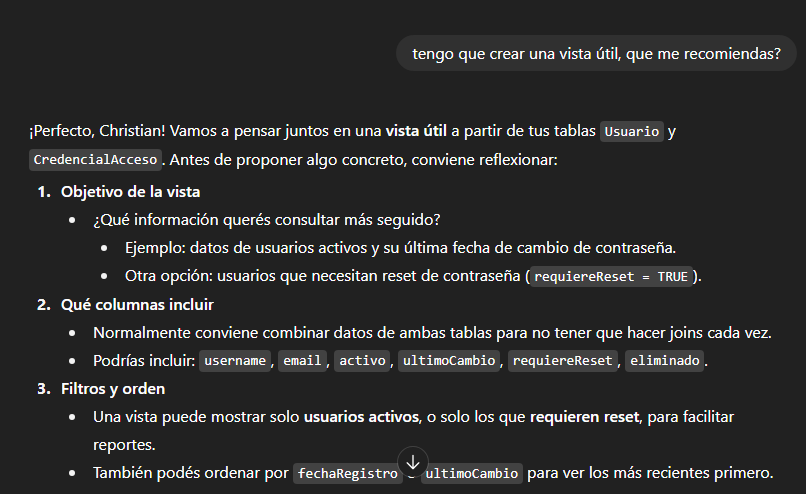 tengo que crear una vista útil, que me recomiendas?
¡Perfecto, Christian! Vamos a pensar juntos en una vista útil a partir de tus tablas Usuario y
CredencialAcceso. Antes de proponer algo concreto, conviene reflexionar:
1. Objetivo de la vista
• ¿Qué información querés consultar más seguido?
• Ejemplo: datos de usuarios activos y su última fecha de cambio de contraseña.
• Otra opción: usuarios que necesitan reset de contraseña (requiereReset = TRUE).
2. Qué columnas incluir
• Normalmente conviene combinar datos de ambas tablas para no tener que hacer joins cada vez.
• Podrías incluir: username, email, activo, ultimoCambio, requiereReset, eliminado.
3. Filtros y orden
• Una vista puede mostrar solo usuarios activos, o solo los que requieren reset, para facilitar
reportes.
• También podés ordenar por fechaRegistro ultimoCambio para ver los más recientes primero.